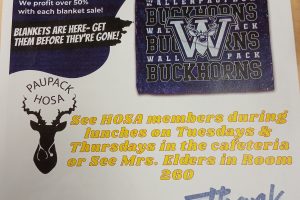 We profit over 50%
with each blanket sale!
BLANKETS ARE HERE- GET
THEM BEFORE THEY'RE GONE!
WALLENPAUPACK
BUCKHORNS
WALLENPAUPACK
BUCKHORNS
BUCKHORNS
PAUPACK
HOSA
See HOSA members during
lunches on Tuesdays &
Thursdays in the cafeteria
or See Mrs. Elders in Room
260
Thank